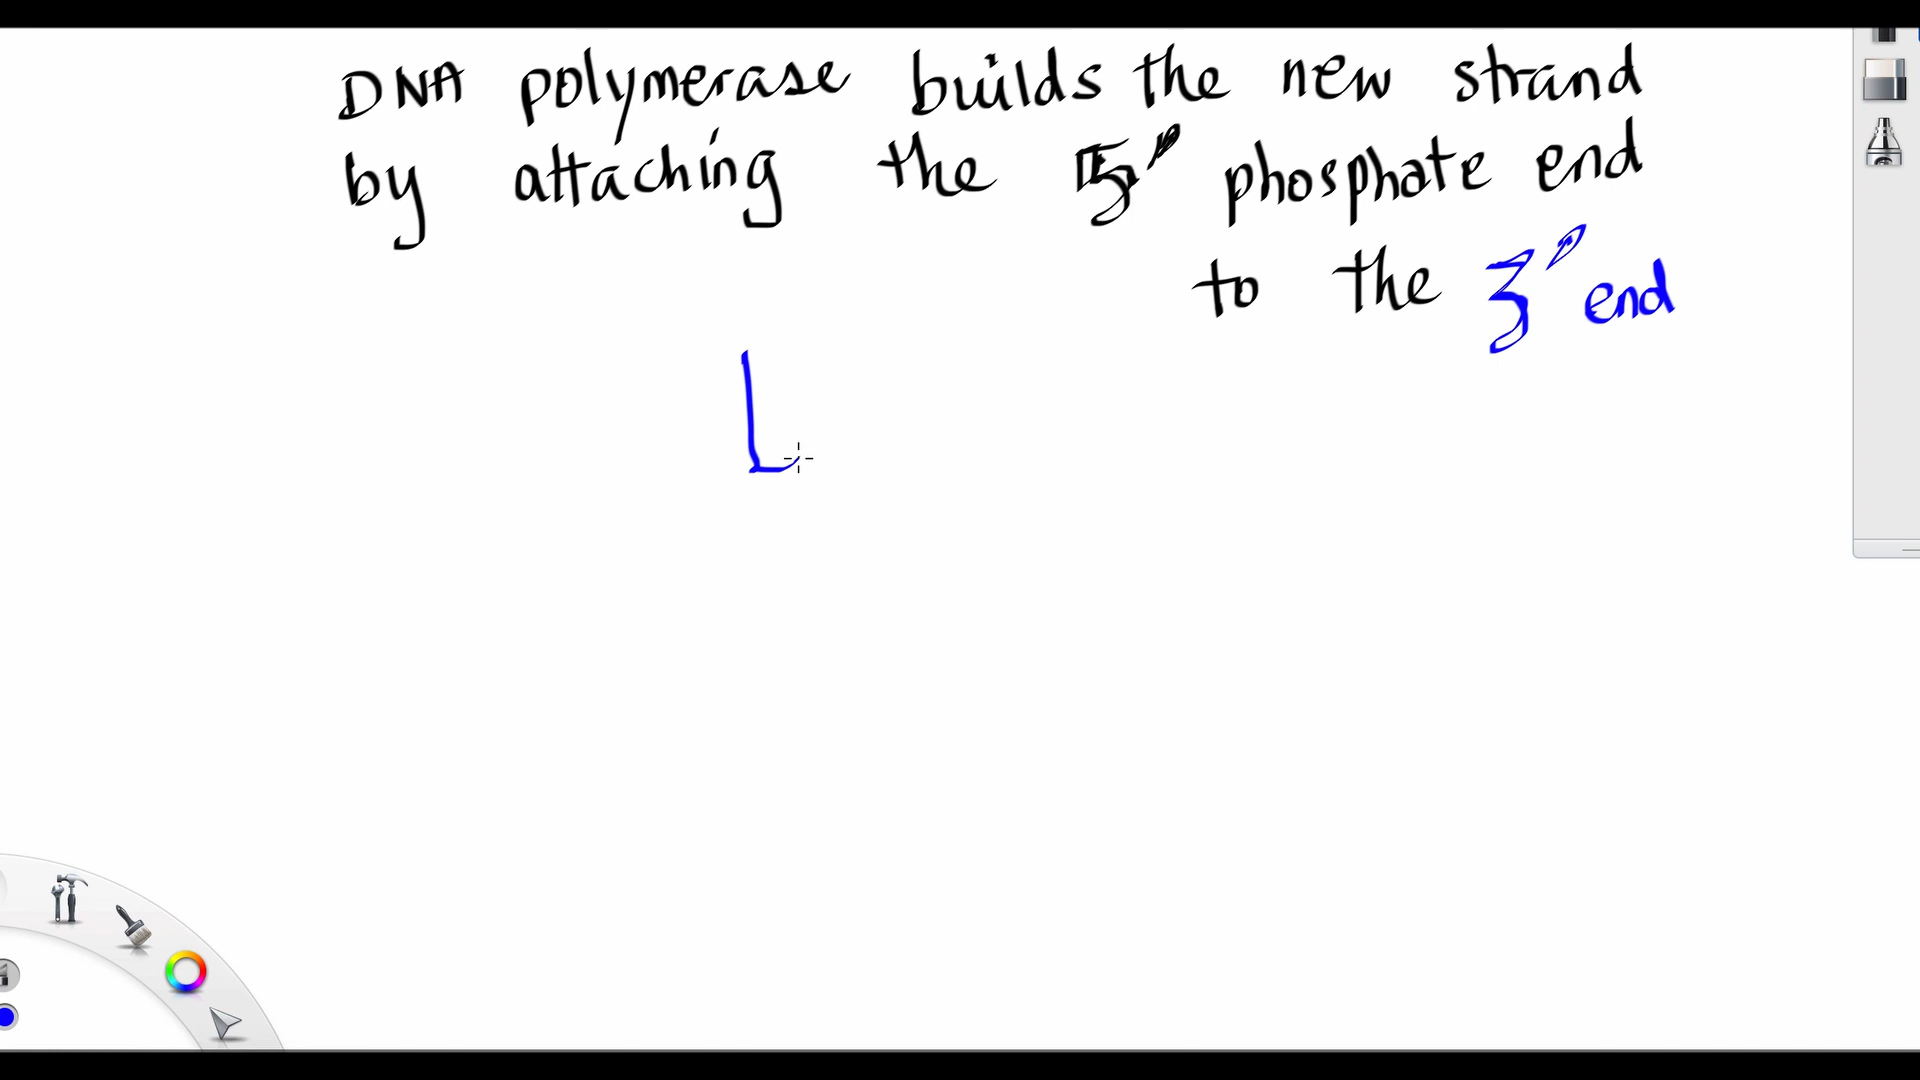 DNA polymerase builds the new strand
by attaching the 5' phosphate end
to the 3' end
L